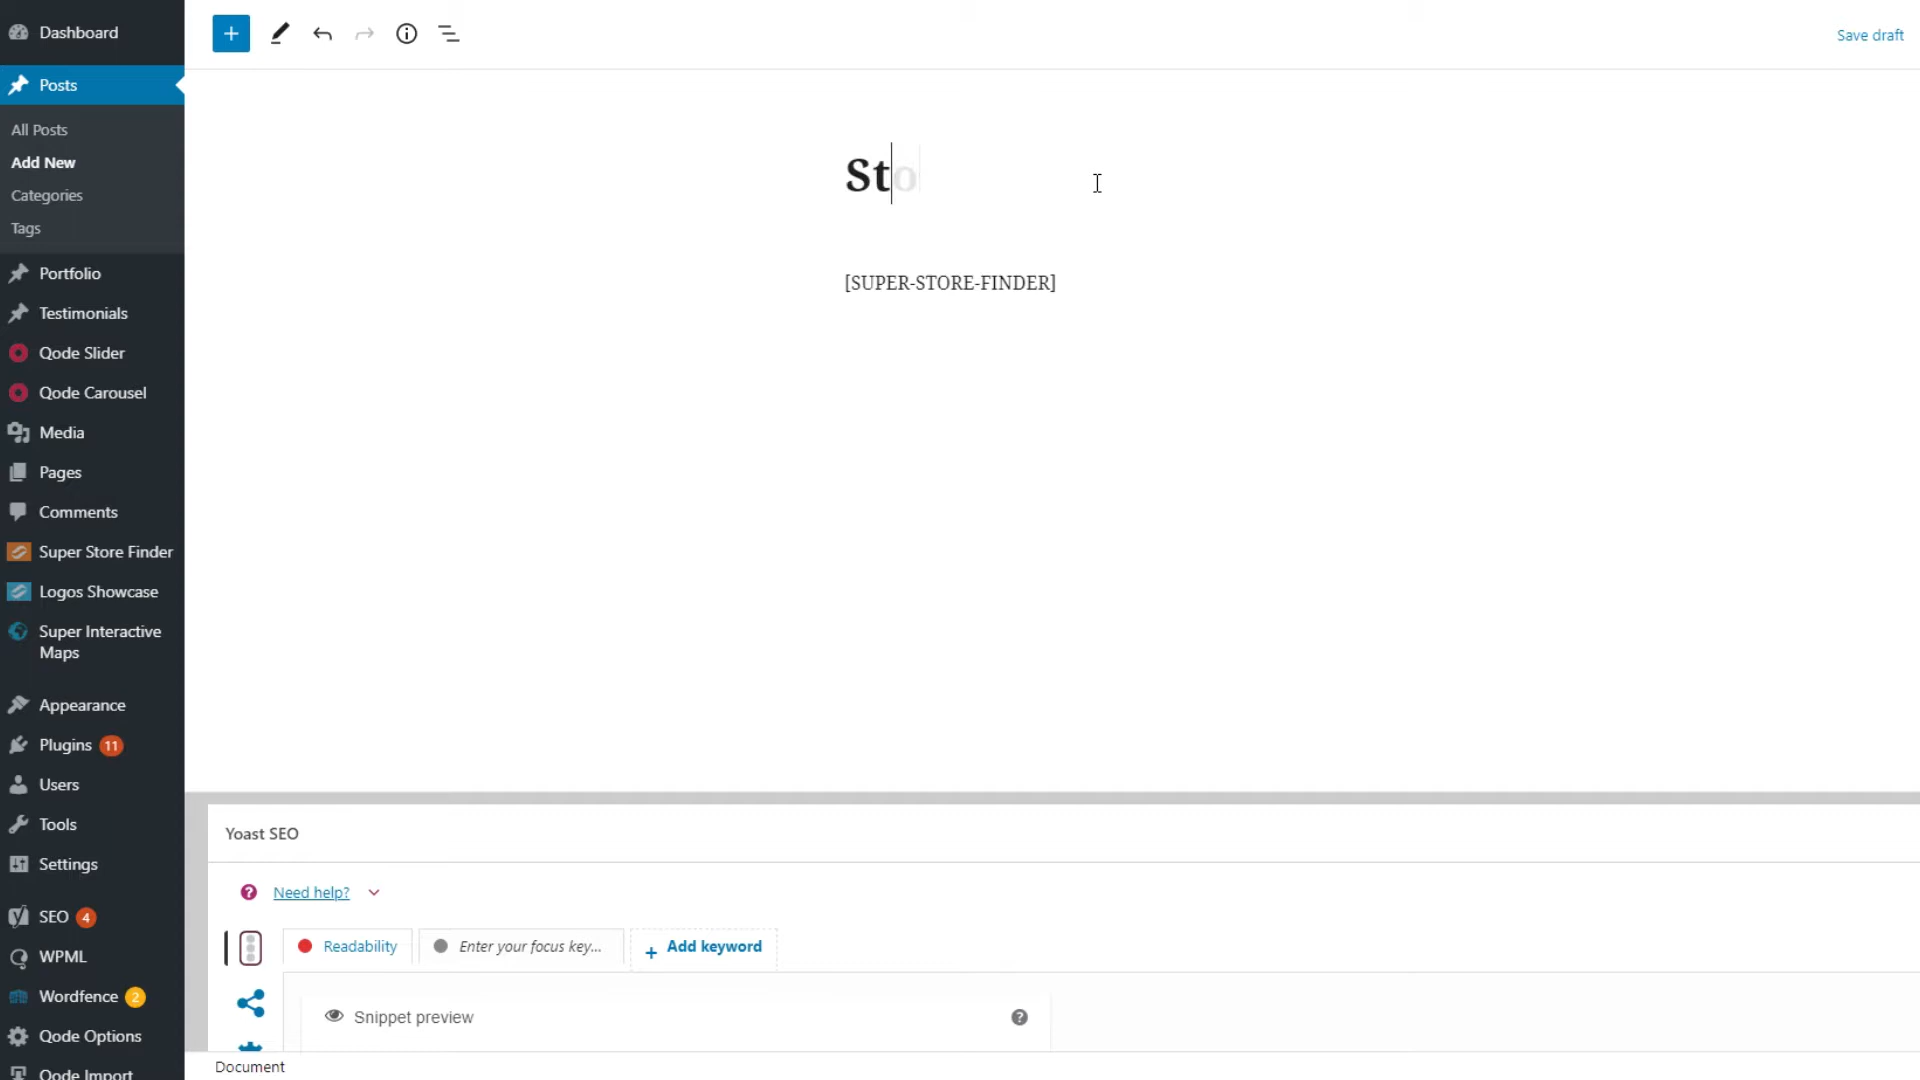 Dashboard
Posts
All Posts
Add New
Categories
Tags
Portfolio
Testimonials
Qode Slider
Qode Carousel
Media
Pages
Comments
Super Store Finder
Logos Showcase
Super Interactive
Maps
Appearance
Plugins 11
Users
Tools
Settings
SEO 4
WPML
Wordfence 2
Qode Options
Qode Import
Save draft
Sto
[SUPER-STORE-FINDER]
Yoast SEO
Need help?
Readability
Enter your focus key...
+ Add keyword
Snippet preview
Document